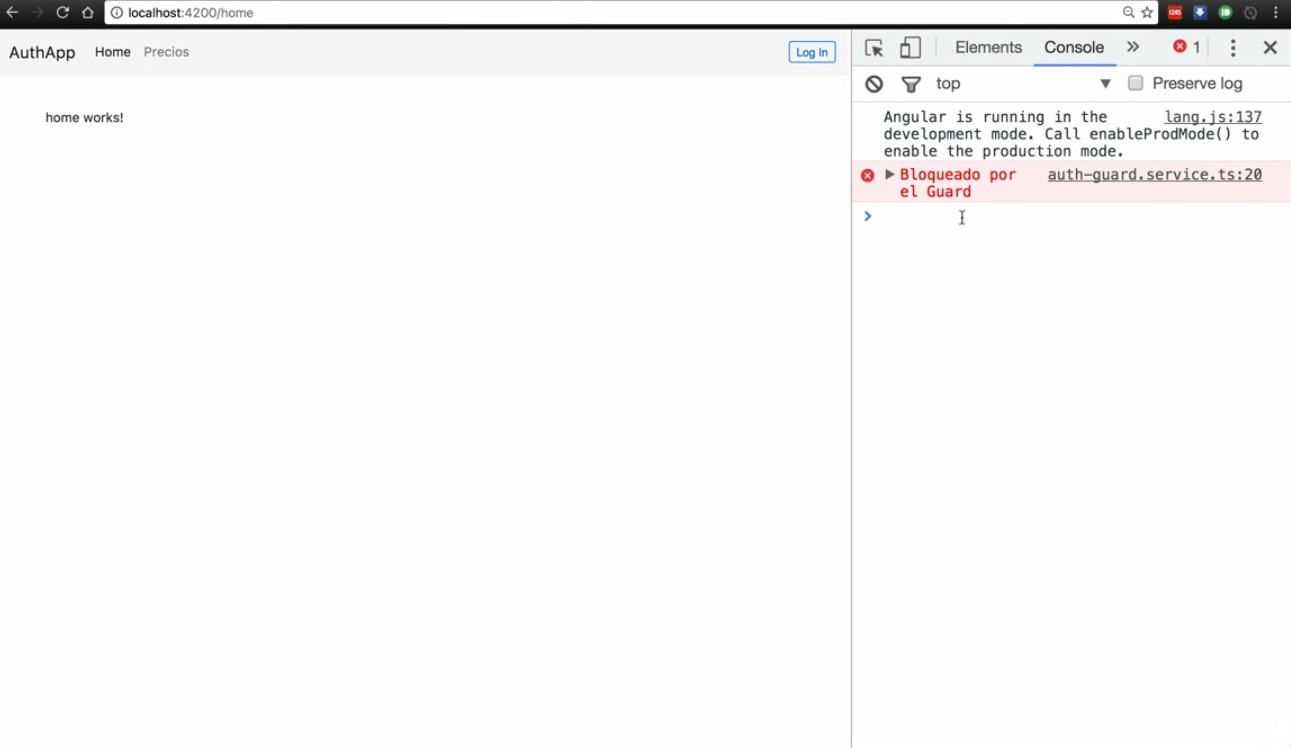 localhost:4200/home
AuthApp Home Precios Log In
home works!
Elements Console 1
top Preserve log
Angular is running in the lang.js:137
development mode. Call enableProdMode() to
enable the production mode.
Bloqueado por auth-guard.service.ts:20
el Guard